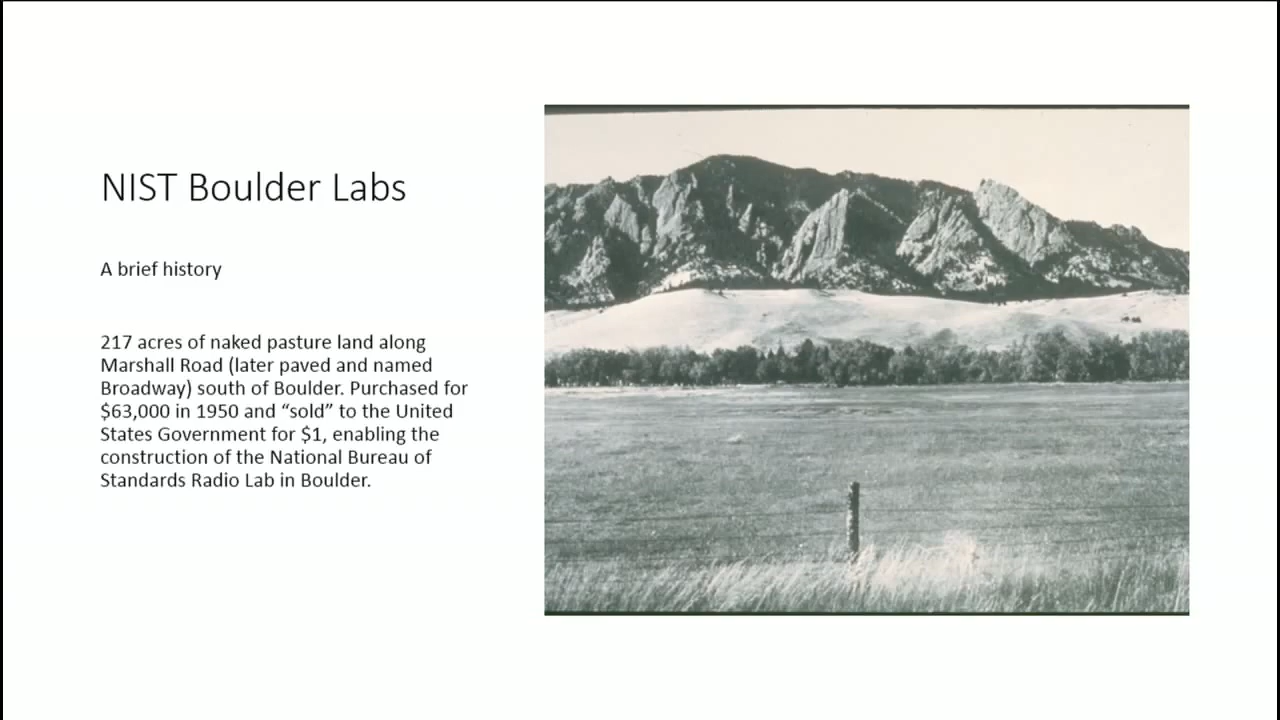 NIST Boulder Labs
A brief history
217 acres of naked pasture land along
Marshall Road (later paved and named
Broadway) south of Boulder. Purchased for
$63,000 in 1950 and “sold” to the United
States Government for $1, enabling the
construction of the National Bureau of
Standards Radio Lab in Boulder.